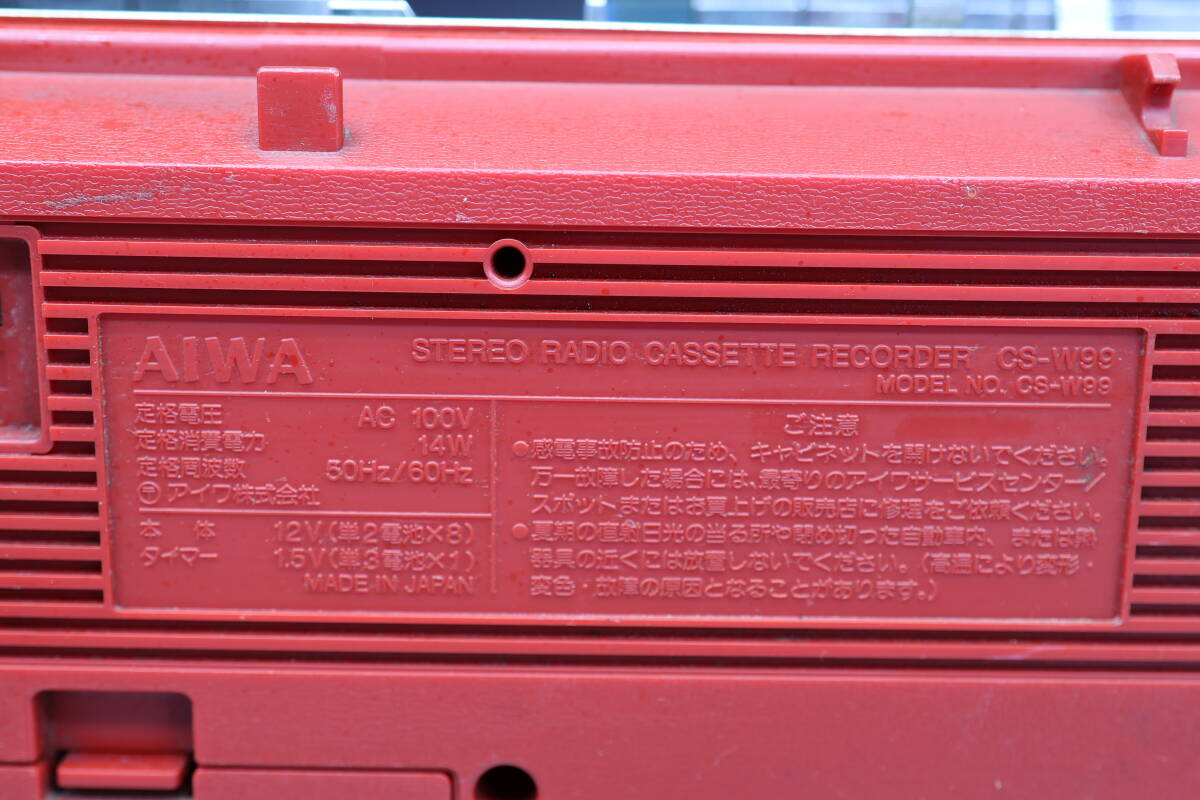 AIWA
STEREO RADIO CASSETTE RECORDER CS-W99
MODEL NO. CS-W99
定格電圧 AC 100V
定格消費電力 14W
定格周波数 50Hz/60Hz
アイワ株式会社
本体 12V(単2電池×8)
タイマー 1.5V(単3電池×1)
MADE IN JAPAN
ご注意
●感電事故防止のため、キャビネットを開けないでください。
万一故障した場合には、最寄りのアイワサービスセンター/
スポットまたはお買上げの販売店に修理をご依頼ください。
●夏期の直射日光の当る所や閉め切った自動車内、または熱
器具の近くには放置しないでください。(高温により変形・
変色・故障の原因となることがあります。)